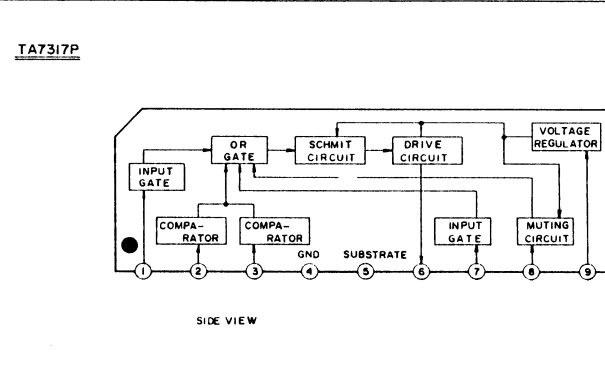 TA7317P
VOLTAGE
REGULATOR
OR
GATE
SCHMIT
CIRCUIT
DRIVE
CIRCUIT
INPUT
GATE
COMPA-
RATOR
COMPA-
RATOR
INPUT
GATE
MUTING
CIRCUIT
GND
SUBSTRATE
1 2 3 4 5 6 7 8 9
SIDE VIEW